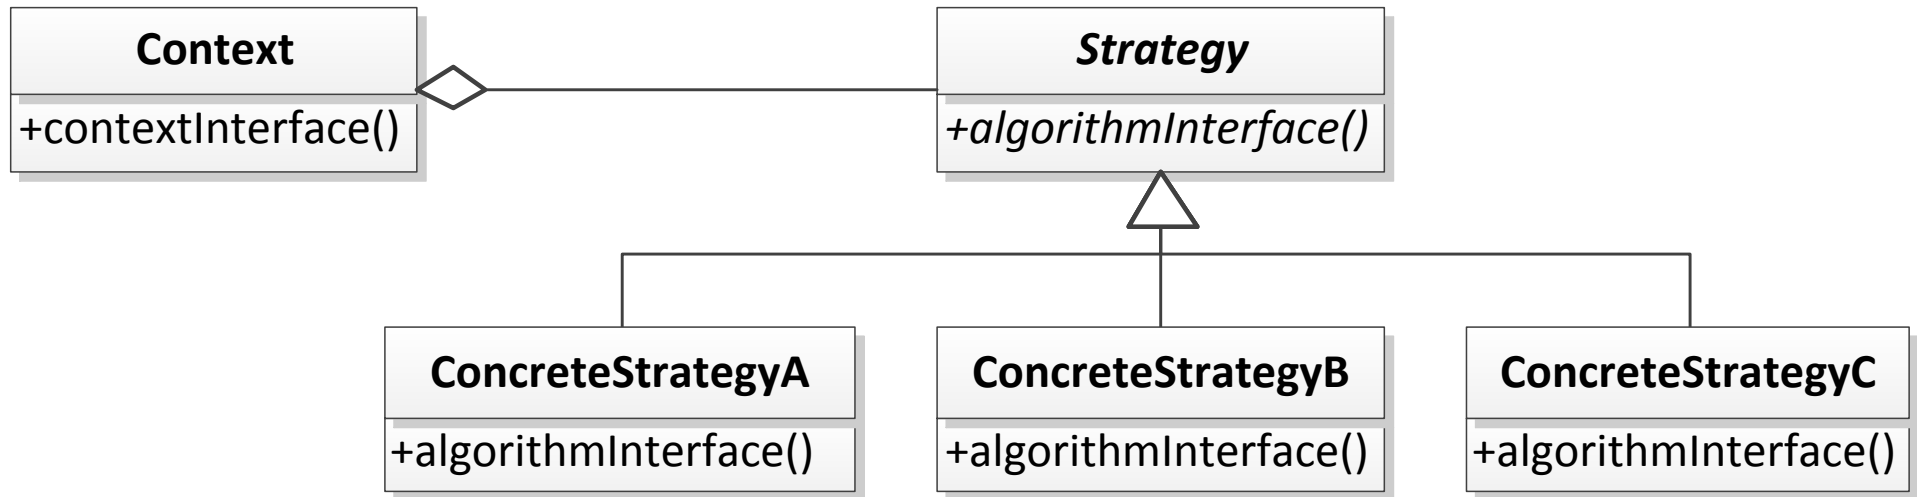 Context
+contextInterface()
Strategy
+algorithmInterface()
ConcreteStrategyA
+algorithmInterface()
ConcreteStrategyB
+algorithmInterface()
ConcreteStrategyC
+algorithmInterface()